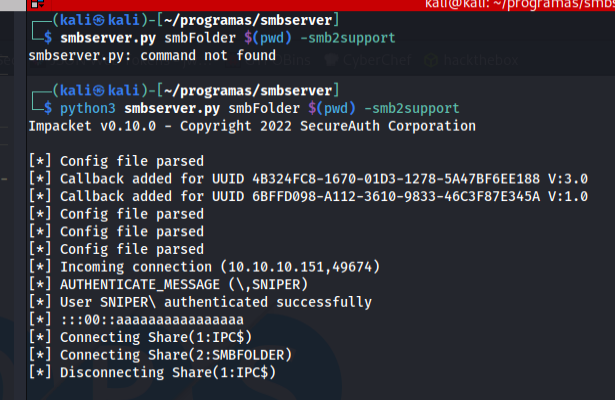 kali@kali: ~/programas/smbserver
(kali㉿kali)-[~/programas/smbserver]
$ smbserver.py smbFolder $(pwd) -smb2support
smbserver.py: command not found
CyberChef hackthebox
(kali㉿kali)-[~/programas/smbserver]
$ python3 smbserver.py smbFolder $(pwd) -smb2support
Impacket v0.10.0 - Copyright 2022 SecureAuth Corporation
[*] Config file parsed
[*] Callback added for UUID 4B324FC8-1670-01D3-1278-5A47BF6EE188 V:3.0
[*] Callback added for UUID 6BFFD098-A112-3610-9833-46C3F87E345A V:1.0
[*] Config file parsed
[*] Config file parsed
[*] Config file parsed
[*] Incoming connection (10.10.10.151,49674)
[*] AUTHENTICATE_MESSAGE (\,SNIPER)
[*] User SNIPER\ authenticated successfully
[*] :::00::aaaaaaaaaaaaaaaa
[*] Connecting Share(1:IPC$)
[*] Connecting Share(2:SMBFOLDER)
[*] Disconnecting Share(1:IPC$)